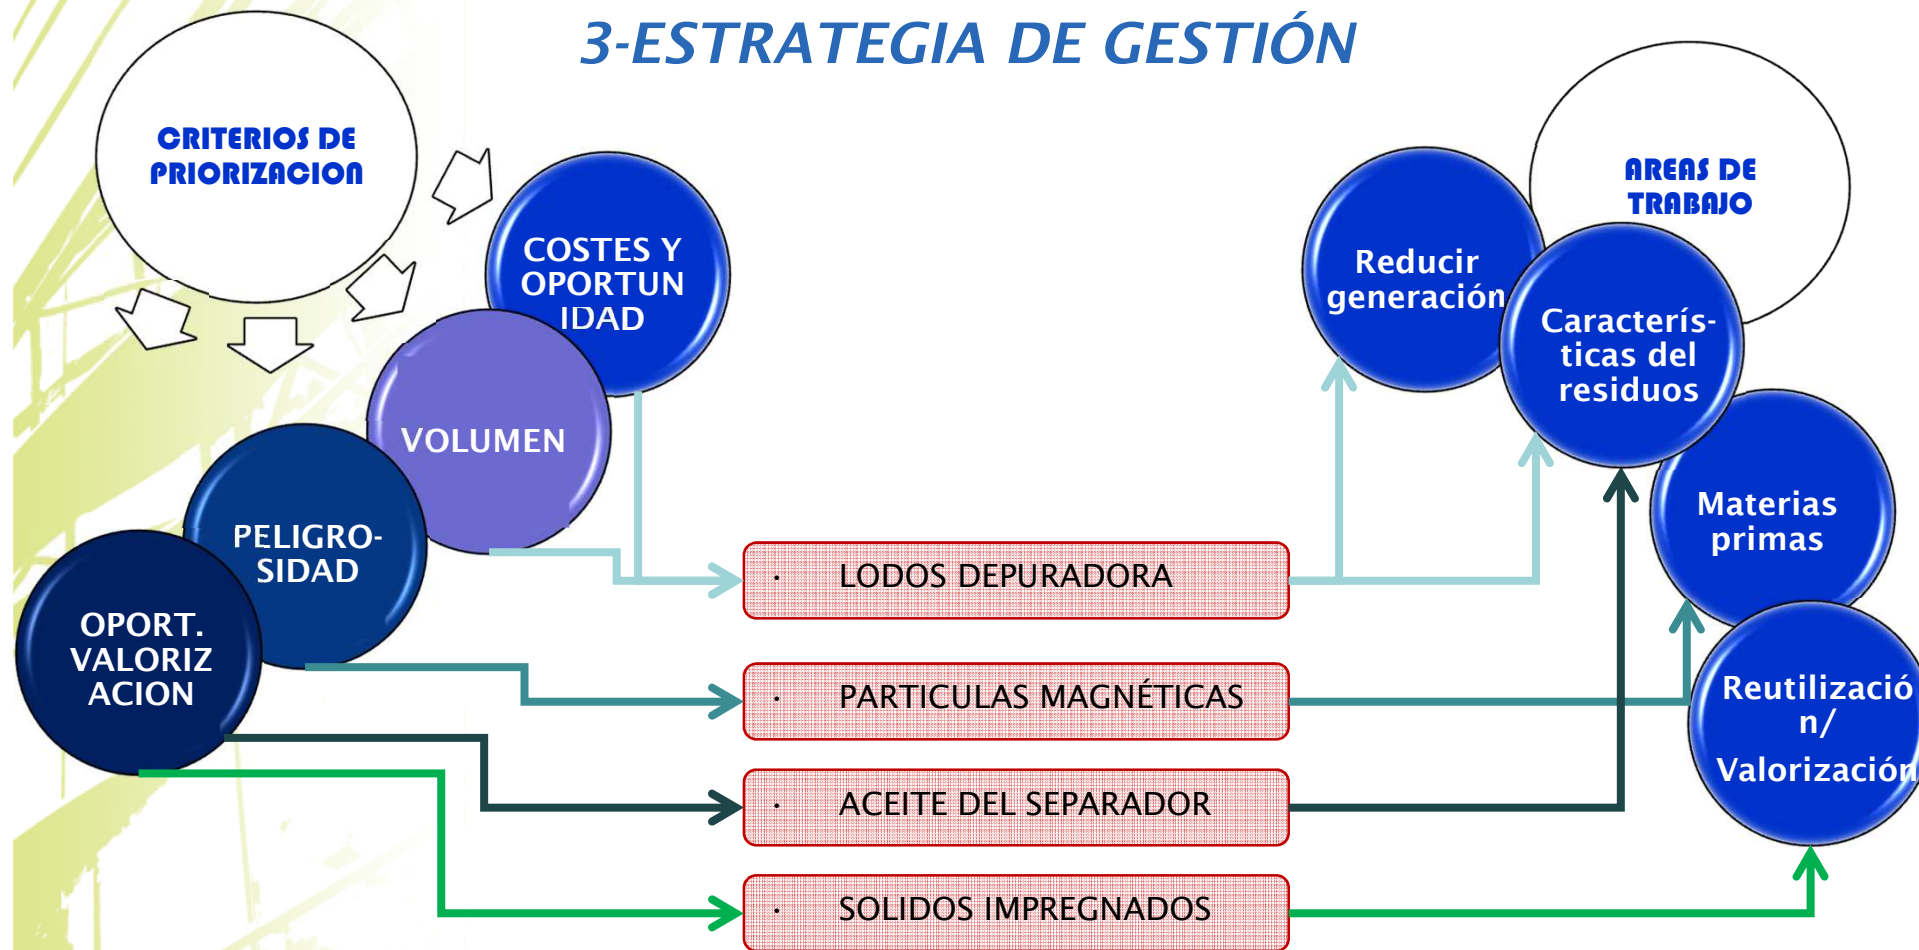 3-ESTRATEGIA DE GESTIÓN
CRITERIOS DE
PRIORIZACION
COSTES Y
OPORTUN
IDAD
VOLUMEN
PELIGRO-
SIDAD
OPORT.
VALORIZ
ACION
· LODOS DEPURADORA
· PARTICULAS MAGNÉTICAS
· ACEITE DEL SEPARADOR
· SOLIDOS IMPREGNADOS
AREAS DE
TRABAJO
Reducir
generación
Caracterís-
ticas del
residuos
Materias
primas
Reutilizació
n/
Valorización